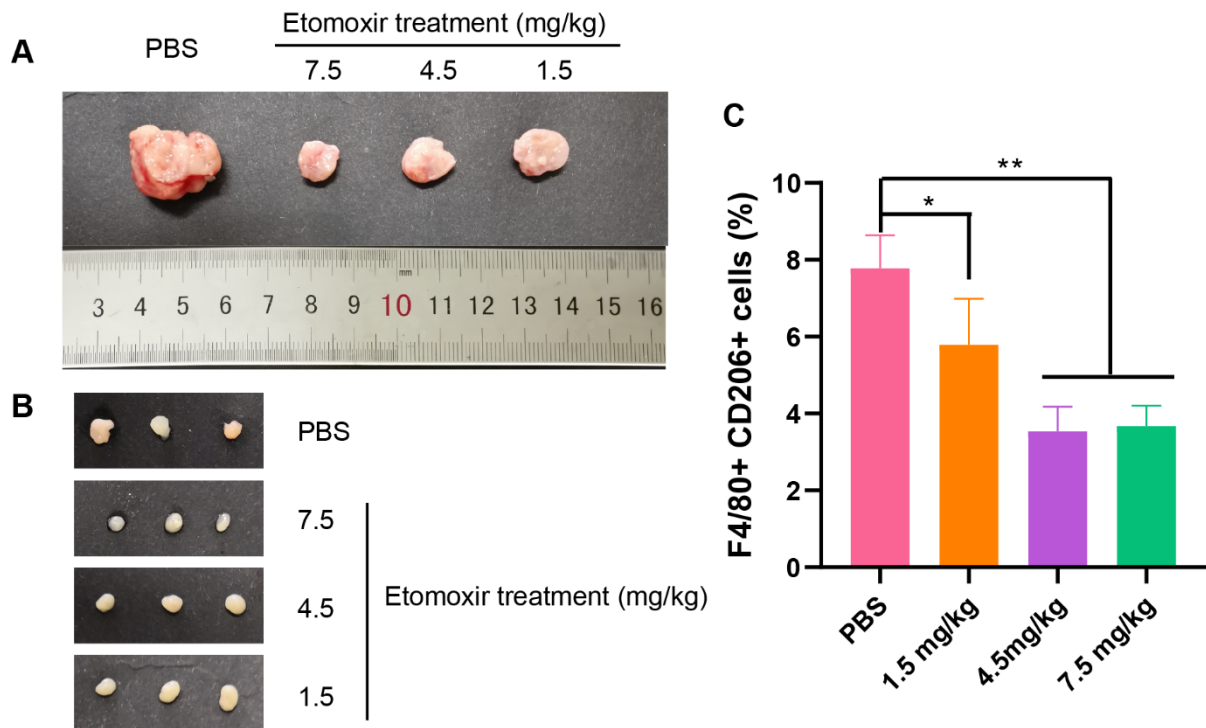 A
PBS
Etomoxir treatment (mg/kg)
7.5 4.5 1.5
mm
3 4 5 6 7 8 9 10 11 12 13 14 15 16
B
PBS
7.5
4.5
1.5
Etomoxir treatment (mg/kg)
C
**
*
F4/80+ CD206+ cells (%)
10
8
6
4
2
0
PBS
1.5 mg/kg
4.5mg/kg
7.5 mg/kg